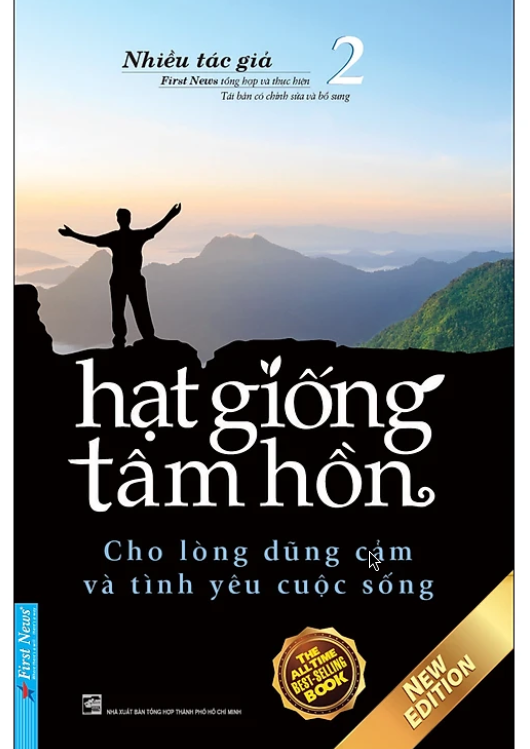 Nhiều tác giả
2
First News tổng hợp và thực hiện
Tái bản có chỉnh sửa và bổ sung
hạt giống
tâm hồn
Cho lòng dũng cảm
và tình yêu cuộc sống
THE
ALL TIME
BEST-SELLING
BOOK
NEW
EDITION
First News
NHÀ XUẤT BẢN TỔNG HỢP THÀNH PHỐ HỒ CHÍ MINH